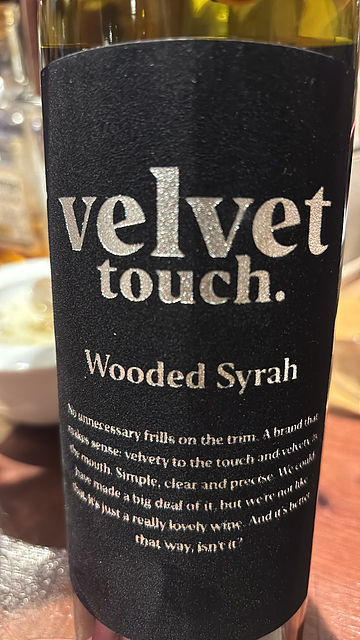 velvet
touch.
Wooded Syrah
No unnecessary frills on the trim. A brand that
makes sense: velvety to the touch and velvety in
the mouth. Simple, clear and precise. We could
have made a big deal of it, but we're not like
that. It's just a really lovely wine. And it's better
that way, isn't it?